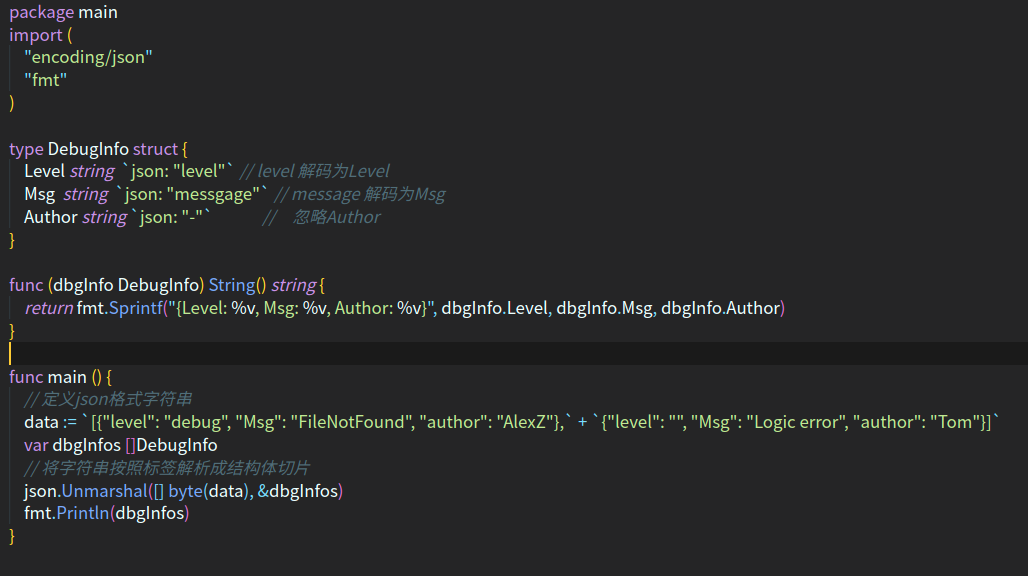 package main
import (
"encoding/json"
"fmt"
)
type DebugInfo struct {
Level string `json: "level"` // level 解码为Level
Msg string `json: "messgage"` // message 解码为Msg
Author string `json: "-"` // 忽略Author
}
func (dbgInfo DebugInfo) String() string {
return fmt.Sprintf("{Level: %v, Msg: %v, Author: %v}", dbgInfo.Level, dbgInfo.Msg, dbgInfo.Author)
}
func main () {
// 定义json格式字符串
data := `[{"level": "debug", "Msg": "FileNotFound", "author": "AlexZ"},` + `{"level": "", "Msg": "Logic error", "author": "Tom"}]`
var dbgInfos []DebugInfo
// 将字符串按照标签解析成结构体切片
json.Unmarshal([] byte(data), &dbgInfos)
fmt.Println(dbgInfos)
}